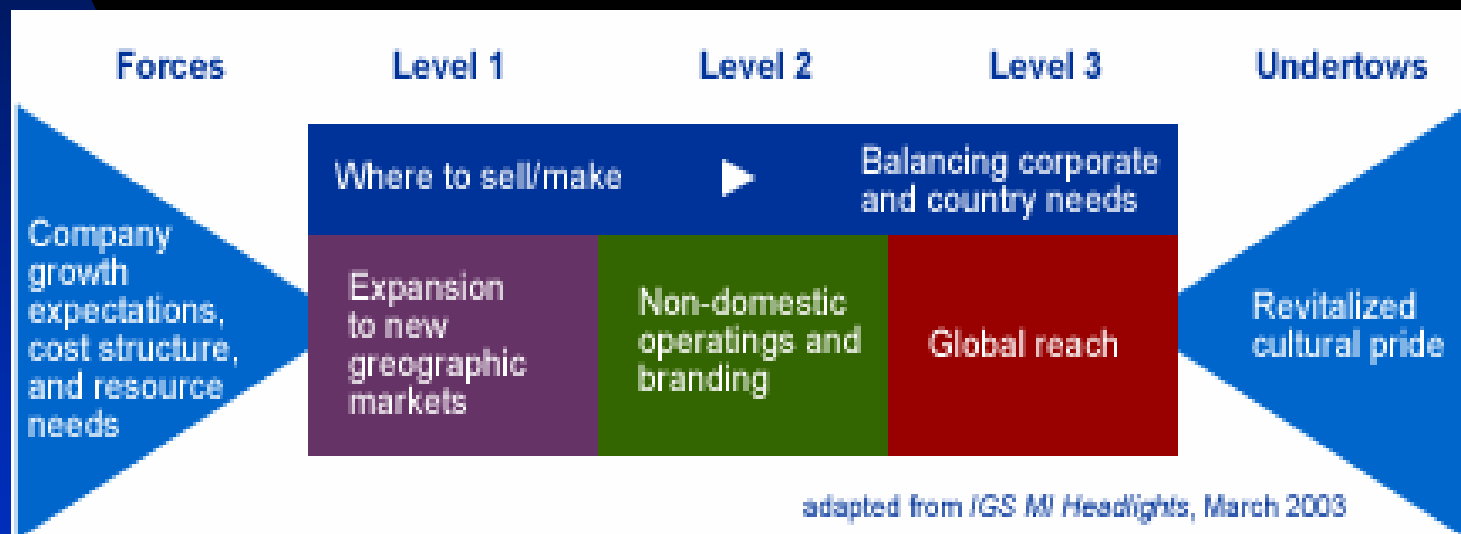 Forces
Level 1
Level 2
Level 3
Undertows
Where to sell/make
Balancing corporate
and country needs
Company
growth
expectations,
cost structure,
and resource
needs
Expansion
to new
greographic
markets
Non-domestic
operatings and
branding
Global reach
Revitalized
cultural pride
adapted from IGS MI Headlights, March 2003